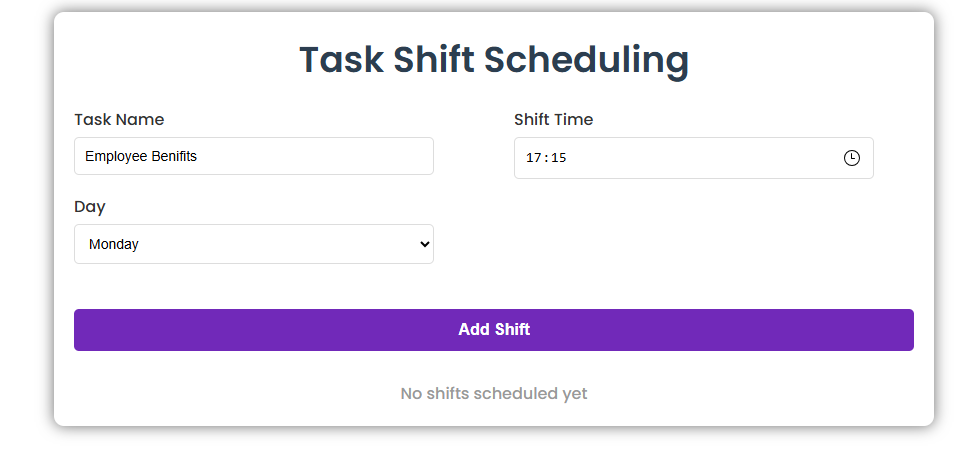 Task Shift Scheduling
Task Name
Employee Benifits
Shift Time
17:15
Day
Monday
Add Shift
No shifts scheduled yet